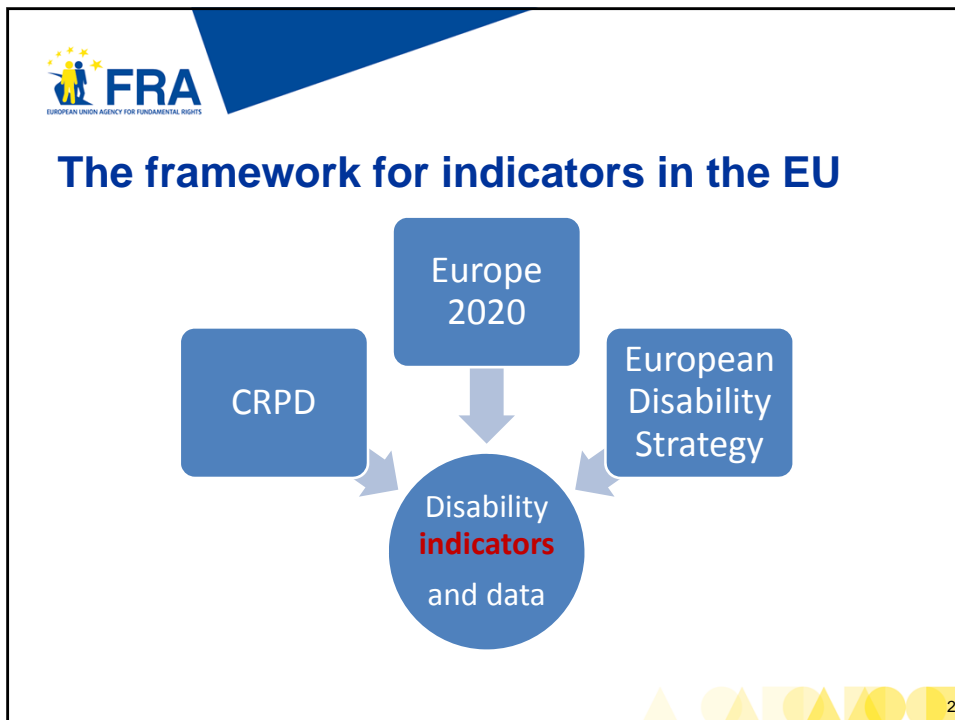 FRA
EUROPEAN UNION AGENCY FOR FUNDAMENTAL RIGHTS
The framework for indicators in the EU
Europe
2020
CRPD
European
Disability
Strategy
Disability
indicators
and data
2